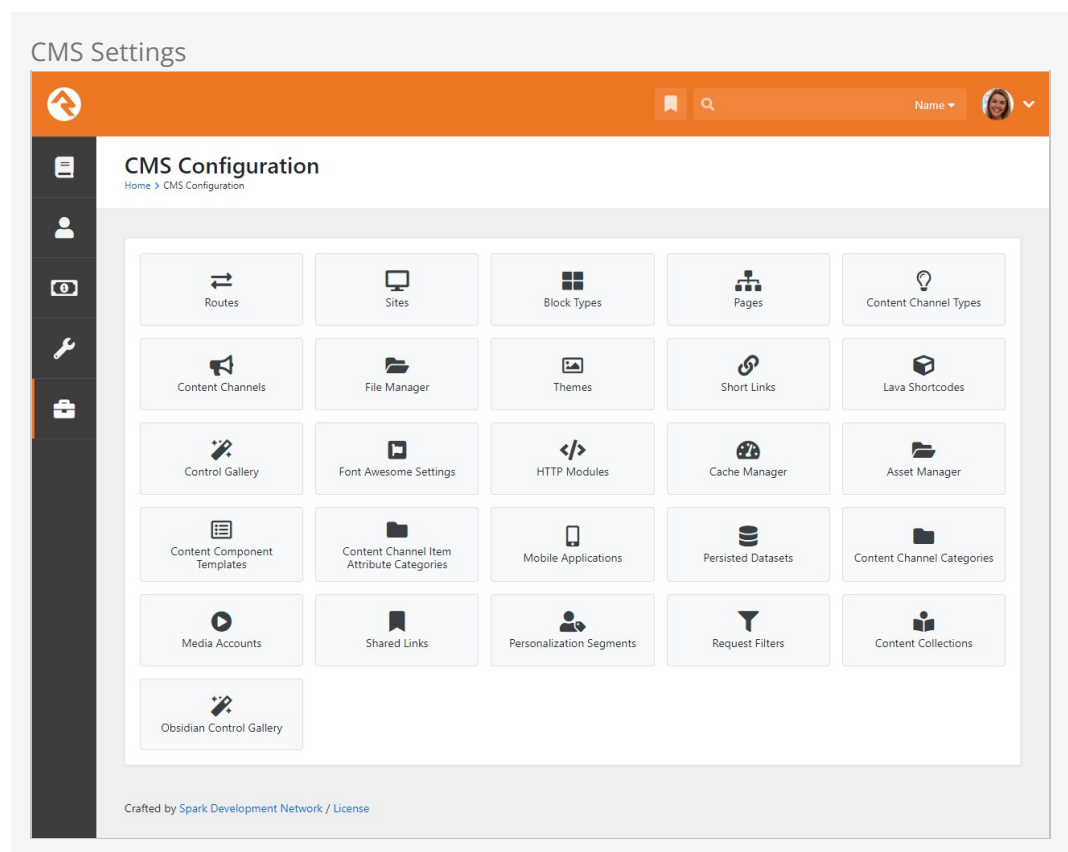 CMS Settings
Name
CMS Configuration
Home > CMS Configuration
Routes
Sites
Block Types
Pages
Content Channel Types
Content Channels
File Manager
Themes
Short Links
Lava Shortcodes
Control Gallery
Font Awesome Settings
HTTP Modules
Cache Manager
Asset Manager
Content Component
Templates
Content Channel Item
Attribute Categories
Mobile Applications
Persisted Datasets
Content Channel Categories
Media Accounts
Shared Links
Personalization Segments
Request Filters
Content Collections
Obsidian Control Gallery
Crafted by Spark Development Network / License